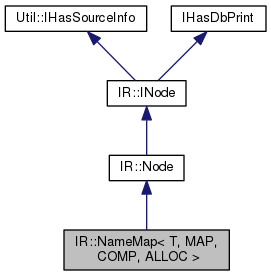 Util::IHasSourceInfo
IHasDbPrint
IR::INode
IR::Node
IR::NameMap< T, MAP,
COMP, ALLOC >